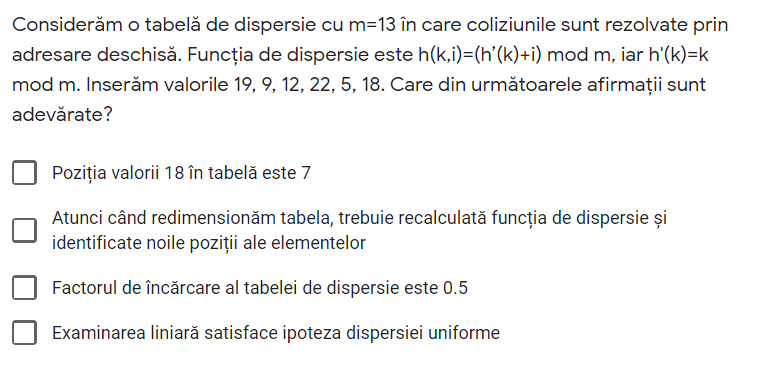 Considerăm o tabelă de dispersie cu m=13 în care coliziunile sunt rezolvate prin
adresare deschisă. Funcția de dispersie este h(k,i)=(h’(k)+i) mod m, iar h'(k)=k
mod m. Inserăm valorile 19, 9, 12, 22, 5, 18. Care din următoarele afirmații sunt
adevărate?
Poziția valorii 18 în tabelă este 7
Atunci când redimensionăm tabela, trebuie recalculată funcția de dispersie și
identificate noile poziții ale elementelor
Factorul de încărcare al tabelei de dispersie este 0.5
Examinarea liniară satisface ipoteza dispersiei uniforme